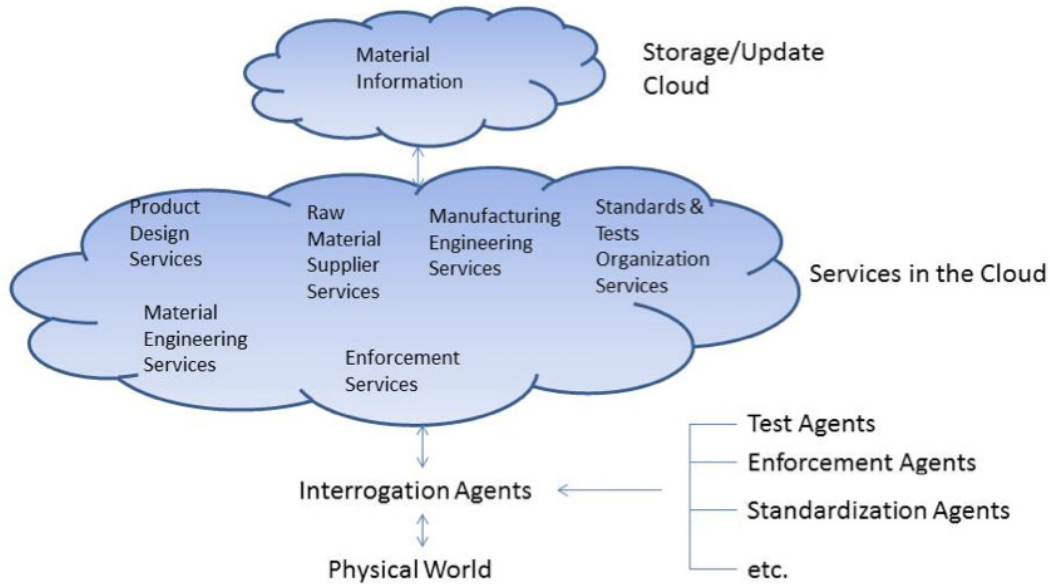 Material
Information
Storage/Update
Cloud
Product
Design
Services
Raw
Material
Supplier
Services
Manufacturing
Engineering
Services
Standards &
Tests
Organization
Services
Services in the Cloud
Material
Engineering
Services
Enforcement
Services
Interrogation Agents
Test Agents
Enforcement Agents
Standardization Agents
etc.
Physical World